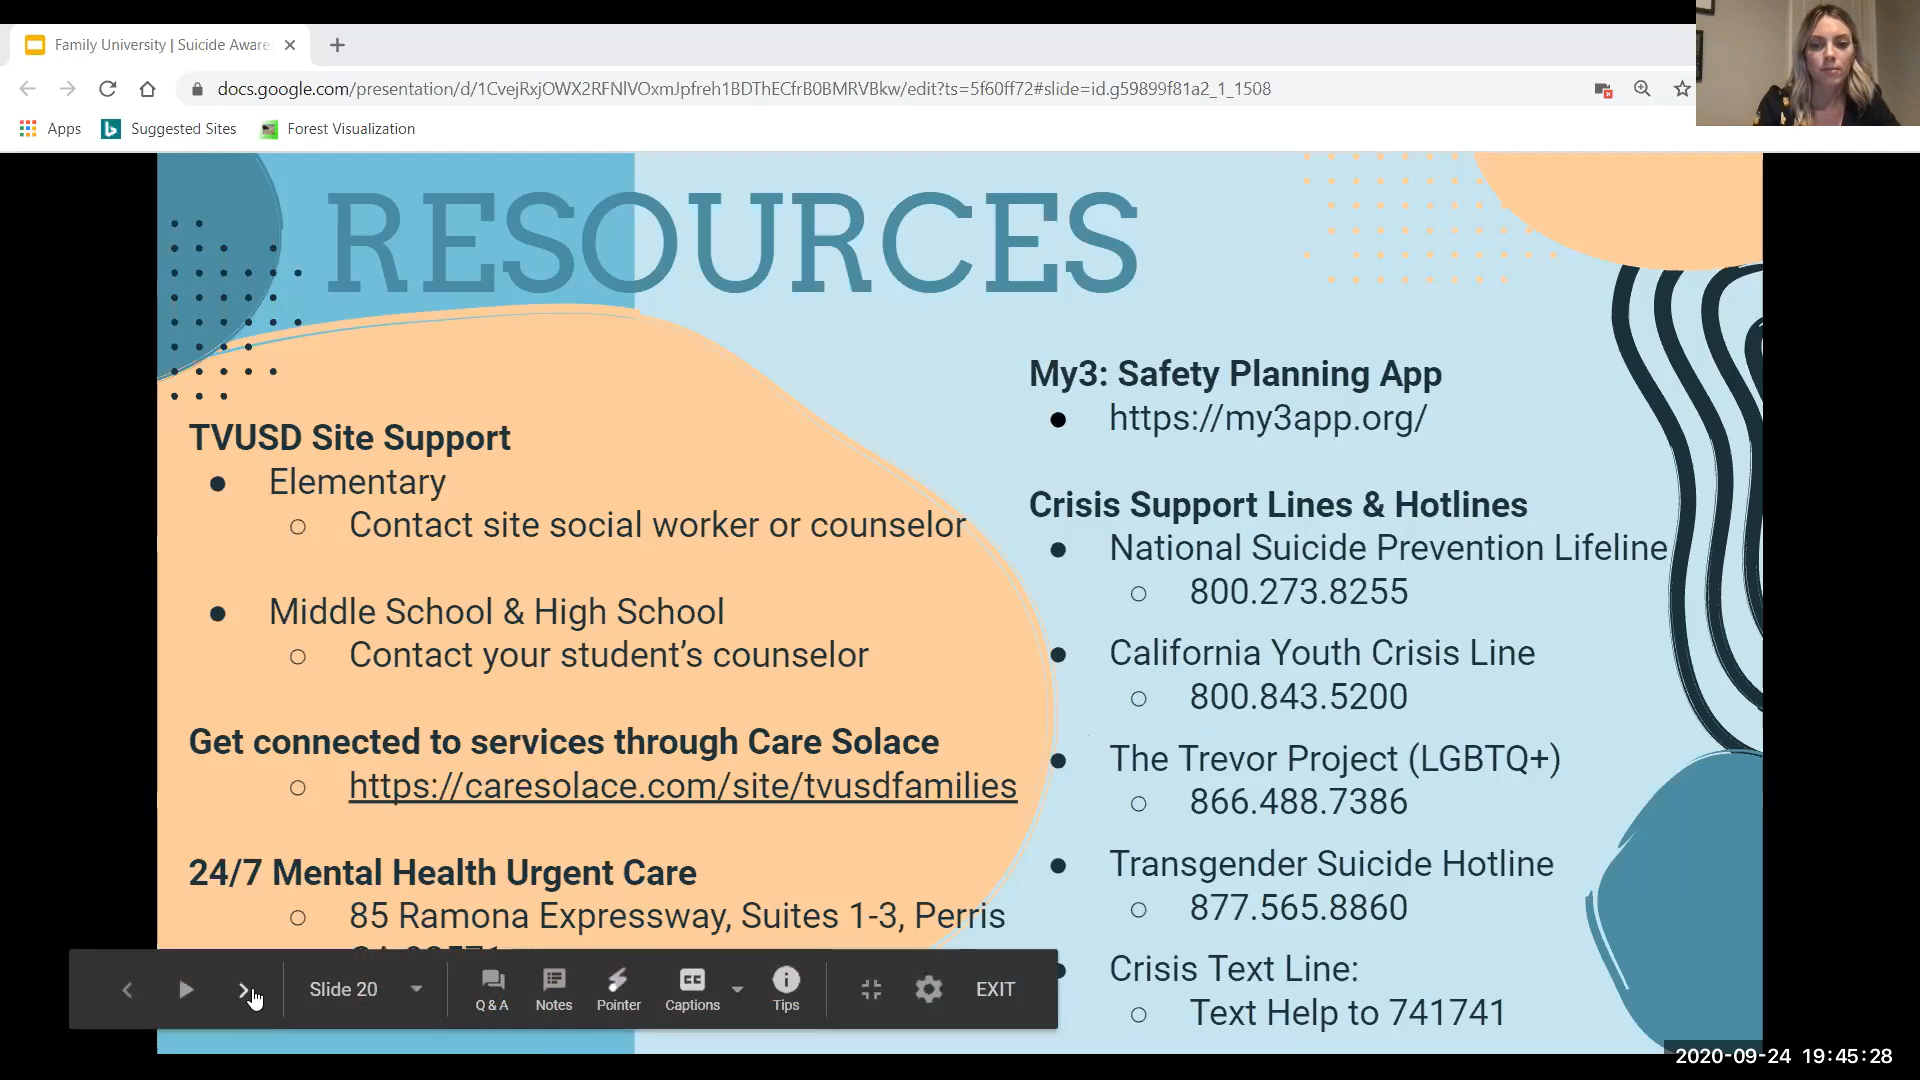 Family University | Suicide Aware
docs.google.com/presentation/d/1CvejRxjOWX2RFNlVOxmJpfreh1BDThECfrB0BMRVBkw/edit?ts=5f60ff72#slide=id.g59899f81a2_1_1508
Apps
Suggested Sites
Forest Visualization
RESOURCES
TVUSD Site Support
● Elementary
○ Contact site social worker or counselor
● Middle School & High School
○ Contact your student’s counselor
Get connected to services through Care Solace
○ https://caresolace.com/site/tvusdfamilies
24/7 Mental Health Urgent Care
○ 85 Ramona Expressway, Suites 1-3, Perris
My3: Safety Planning App
● https://my3app.org/
Crisis Support Lines & Hotlines
● National Suicide Prevention Lifeline
○ 800.273.8255
● California Youth Crisis Line
○ 800.843.5200
● The Trevor Project (LGBTQ+)
○ 866.488.7386
● Transgender Suicide Hotline
○ 877.565.8860
● Crisis Text Line:
○ Text Help to 741741
Slide 20
Q & A
Notes
Pointer
CC
Captions
Tips
EXIT
2020-09-24 19:45:28